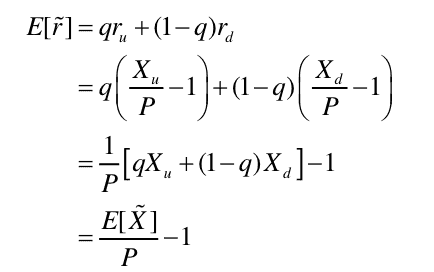 E[r̃] = qr_u + (1−q)r_d
= q(X_u/P − 1) + (1−q)(X_d/P − 1)
= 1/P [qX_u + (1−q)X_d] − 1
= E[X̃]/P − 1